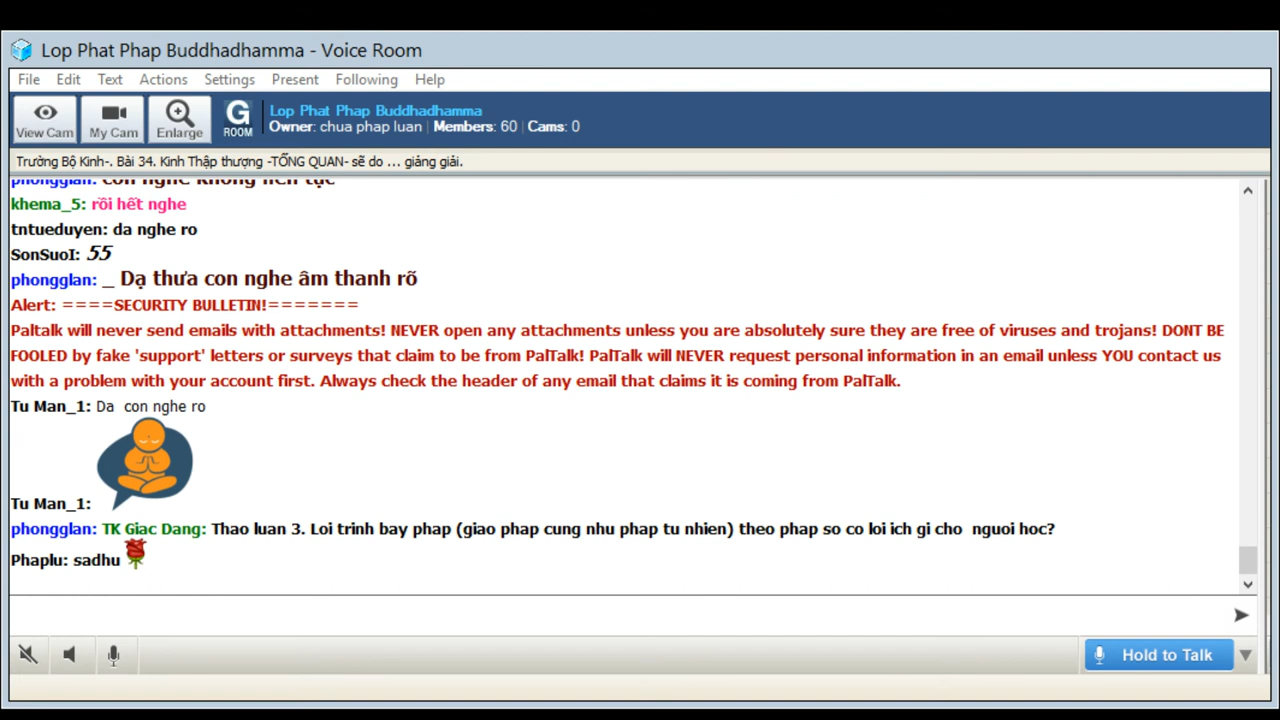 Lop Phat Phap Buddhadhamma - Voice Room
File Edit Text Actions Settings Present Following Help
View Cam My Cam Enlarge G ROOM
Lop Phat Phap Buddhadhamma
Owner: chua phap luan | Members: 60 | Cams: 0
Trường Bộ Kinh-. Bài 34. Kinh Thập thượng -TỔNG QUAN- sẽ do ... giảng giải.
phongglan: con nghe không liên tục
khema_5: rồi hết nghe
tntueduyen: da nghe ro
SonSuoI: 55
phongglan: _ Dạ thưa con nghe âm thanh rõ
Alert: ====SECURITY BULLETIN!=======
Paltalk will never send emails with attachments! NEVER open any attachments unless you are absolutely sure they are free of viruses and trojans! DONT BE
FOOLED by fake 'support' letters or surveys that claim to be from PalTalk! PalTalk will NEVER request personal information in an email unless YOU contact us
with a problem with your account first. Always check the header of any email that claims it is coming from PalTalk.
Tu Man_1: Da con nghe ro
Tu Man_1:
phongglan: TK Giac Dang: Thao luan 3. Loi trinh bay phap (giao phap cung nhu phap tu nhien) theo phap so co loi ich gi cho nguoi hoc?
Phaplu: sadhu
Hold to Talk